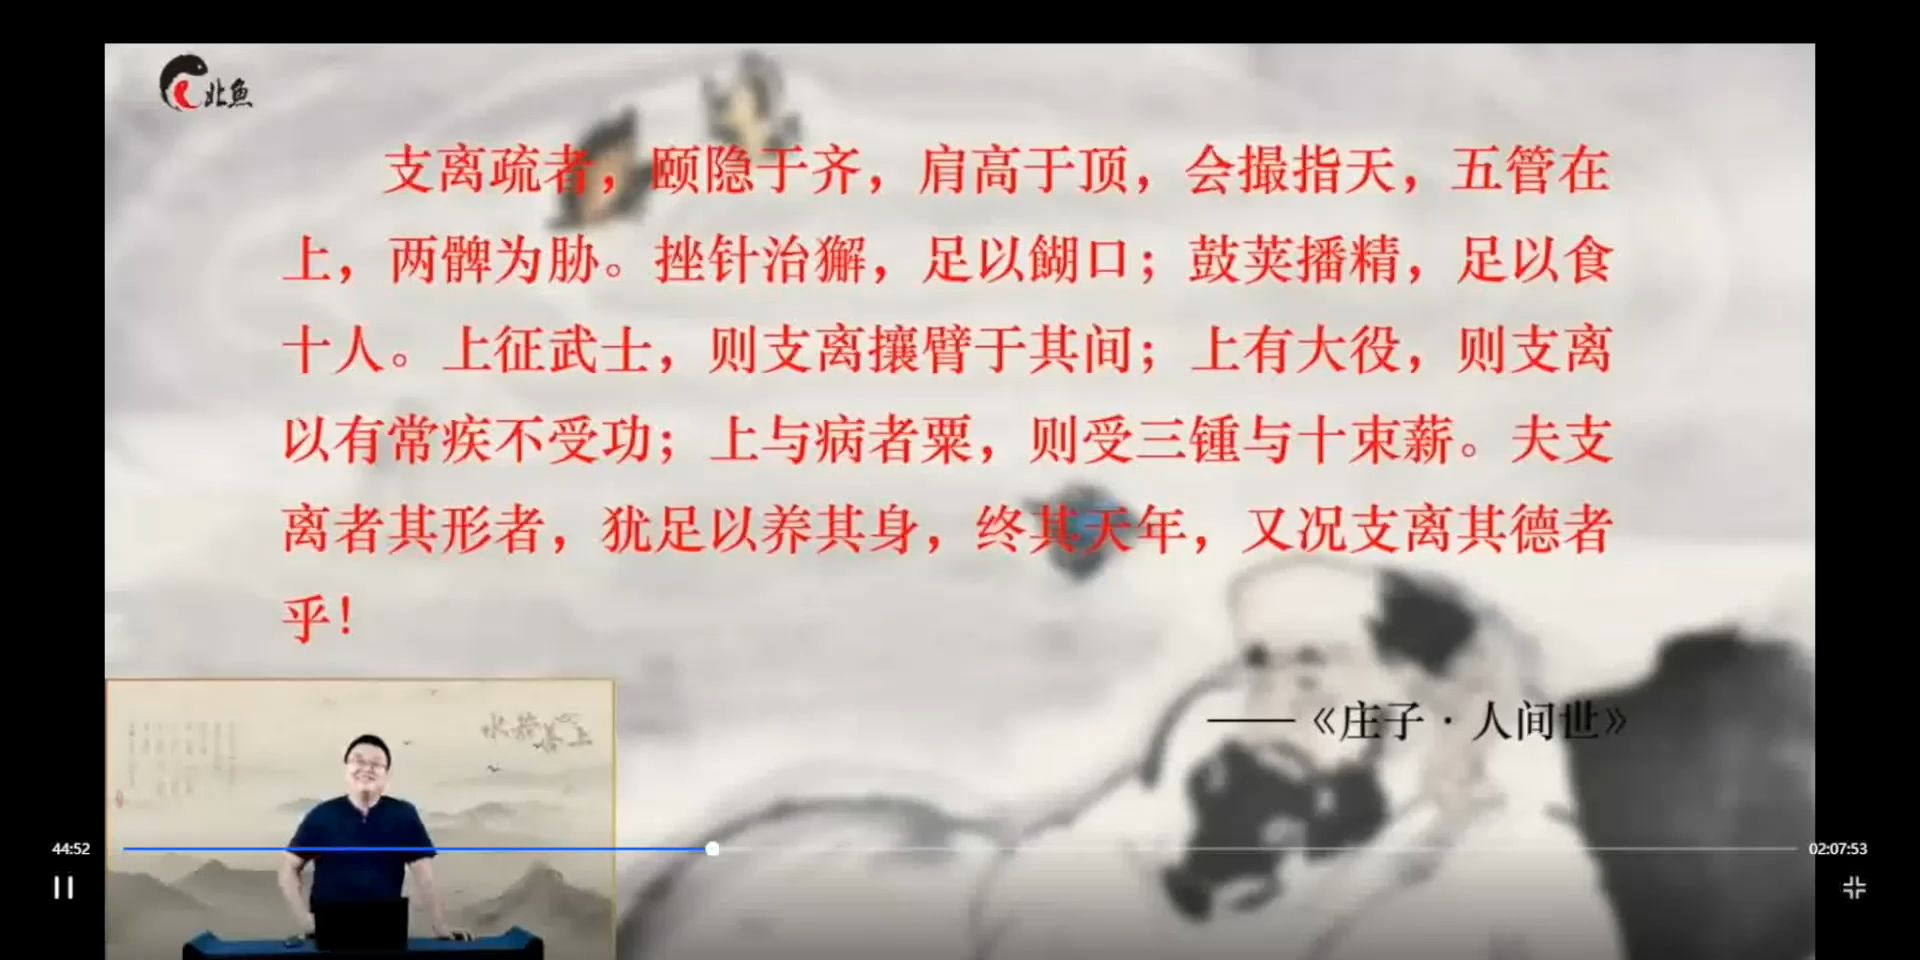 北鱼
支离疏者，颐隐于齐，肩高于顶，会撮指天，五管在
上，两髀为胁。挫针治獬，足以餬口；鼓荚播精，足以食
十人。上征武士，则支离攘臂于其间；上有大役，则支离
以有常疾不受功；上与病者粟，则受三锺与十束薪。夫支
离者其形者，犹足以养其身，终其天年，又况支离其德者
乎！
——《庄子·人间世》
44:52
02:07:53